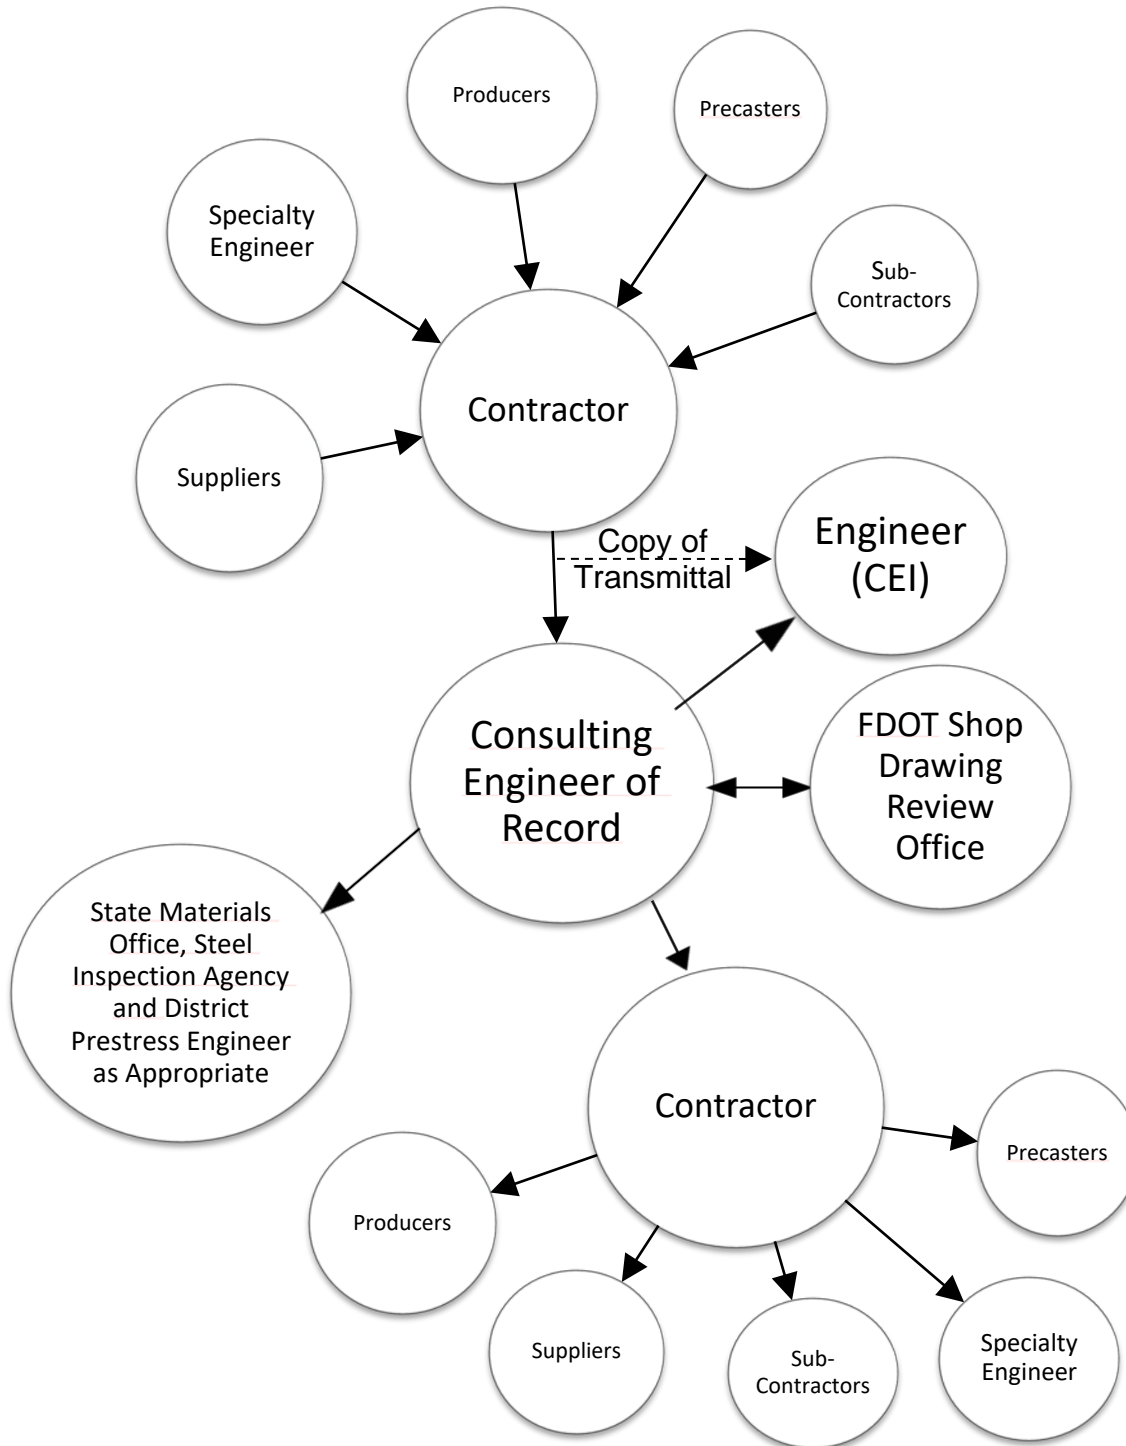 Producers
Precasters
Specialty
Engineer
Sub-
Contractors
Contractor
Suppliers
Copy of
Transmittal
Engineer
(CEI)
Consulting
Engineer of
Record
FDOT Shop
Drawing
Review
Office
State Materials
Office, Steel
Inspection Agency
and District
Prestress Engineer
as Appropriate
Contractor
Precasters
Producers
Suppliers
Sub-
Contractors
Specialty
Engineer